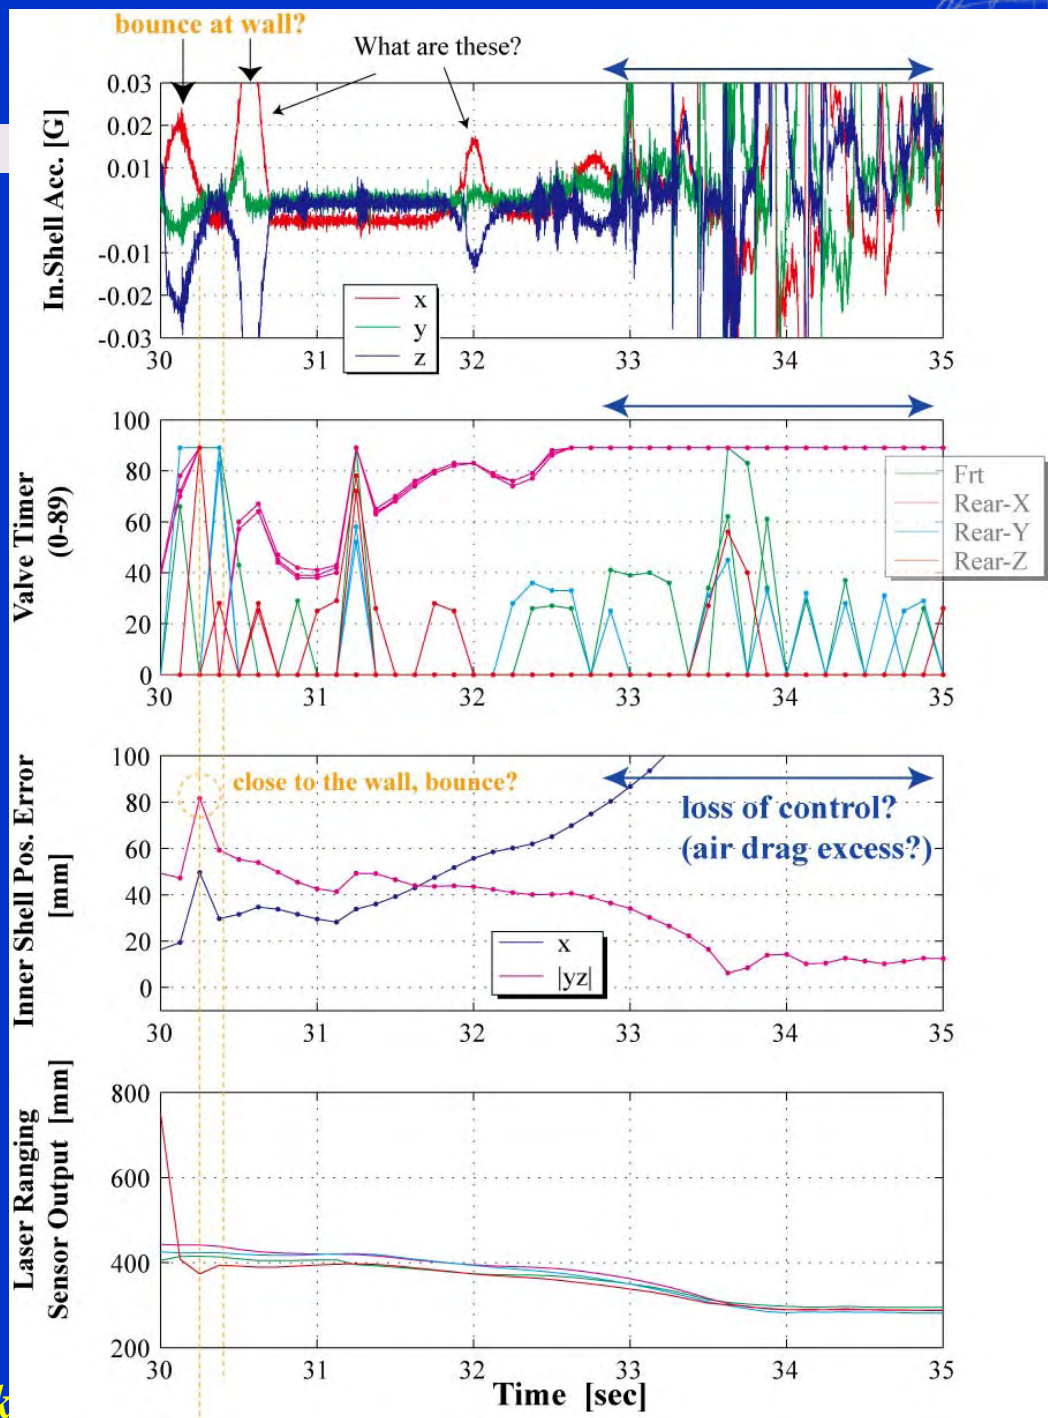 bounce at wall?
What are these?
In.Shell Acc. [G]
0.03
0.02
0.01
-0.01
-0.02
-0.03
x
y
z
30 31 32 33 34 35
Valve Timer
(0-89)
100
80
60
40
20
0
Frt
Rear-X
Rear-Y
Rear-Z
30 31 32 33 34 35
Inner Shell Pos. Error
[mm]
100
80
60
40
20
0
close to the wall, bounce?
loss of control?
(air drag excess?)
x
|yz|
30 31 32 33 34 35
Laser Ranging
Sensor Output [mm]
800
600
400
200
30 31 32 33 34 35
Time [sec]